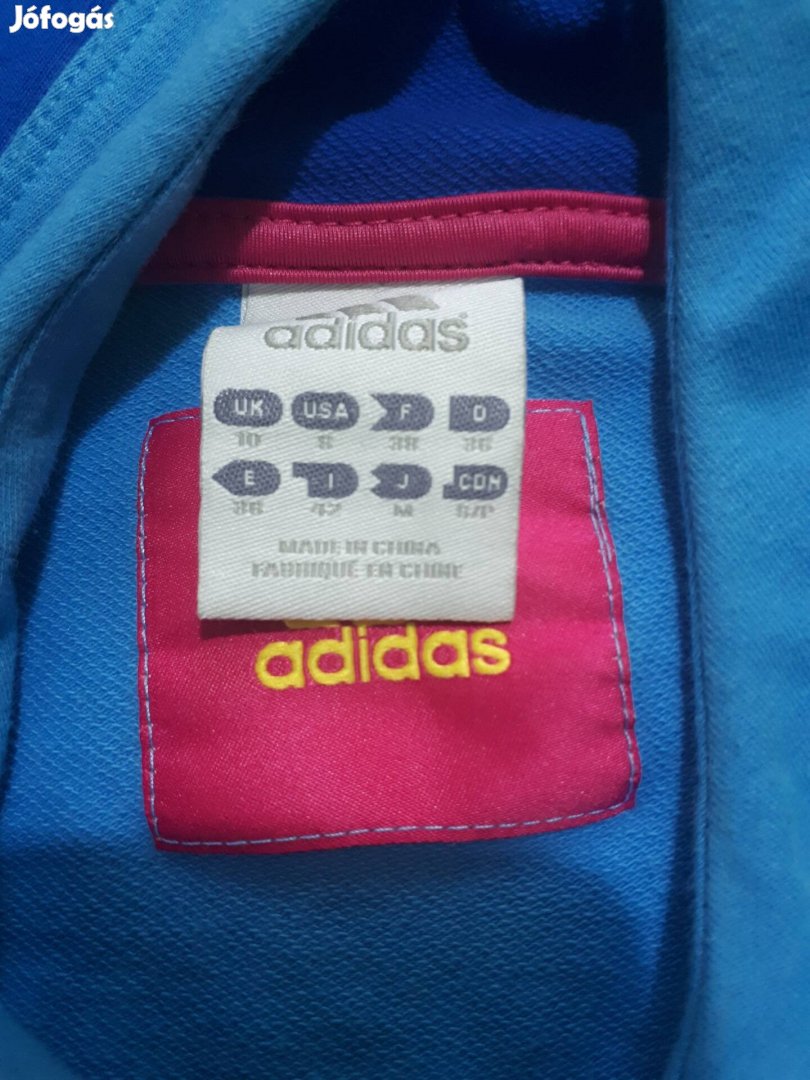 Jófogás
adidas
UK USA F D
10 8 38 36
E I J CDN
38 42 M S/P
MADE IN CHINA
FABRIQUÉ EN CHINE
adidas